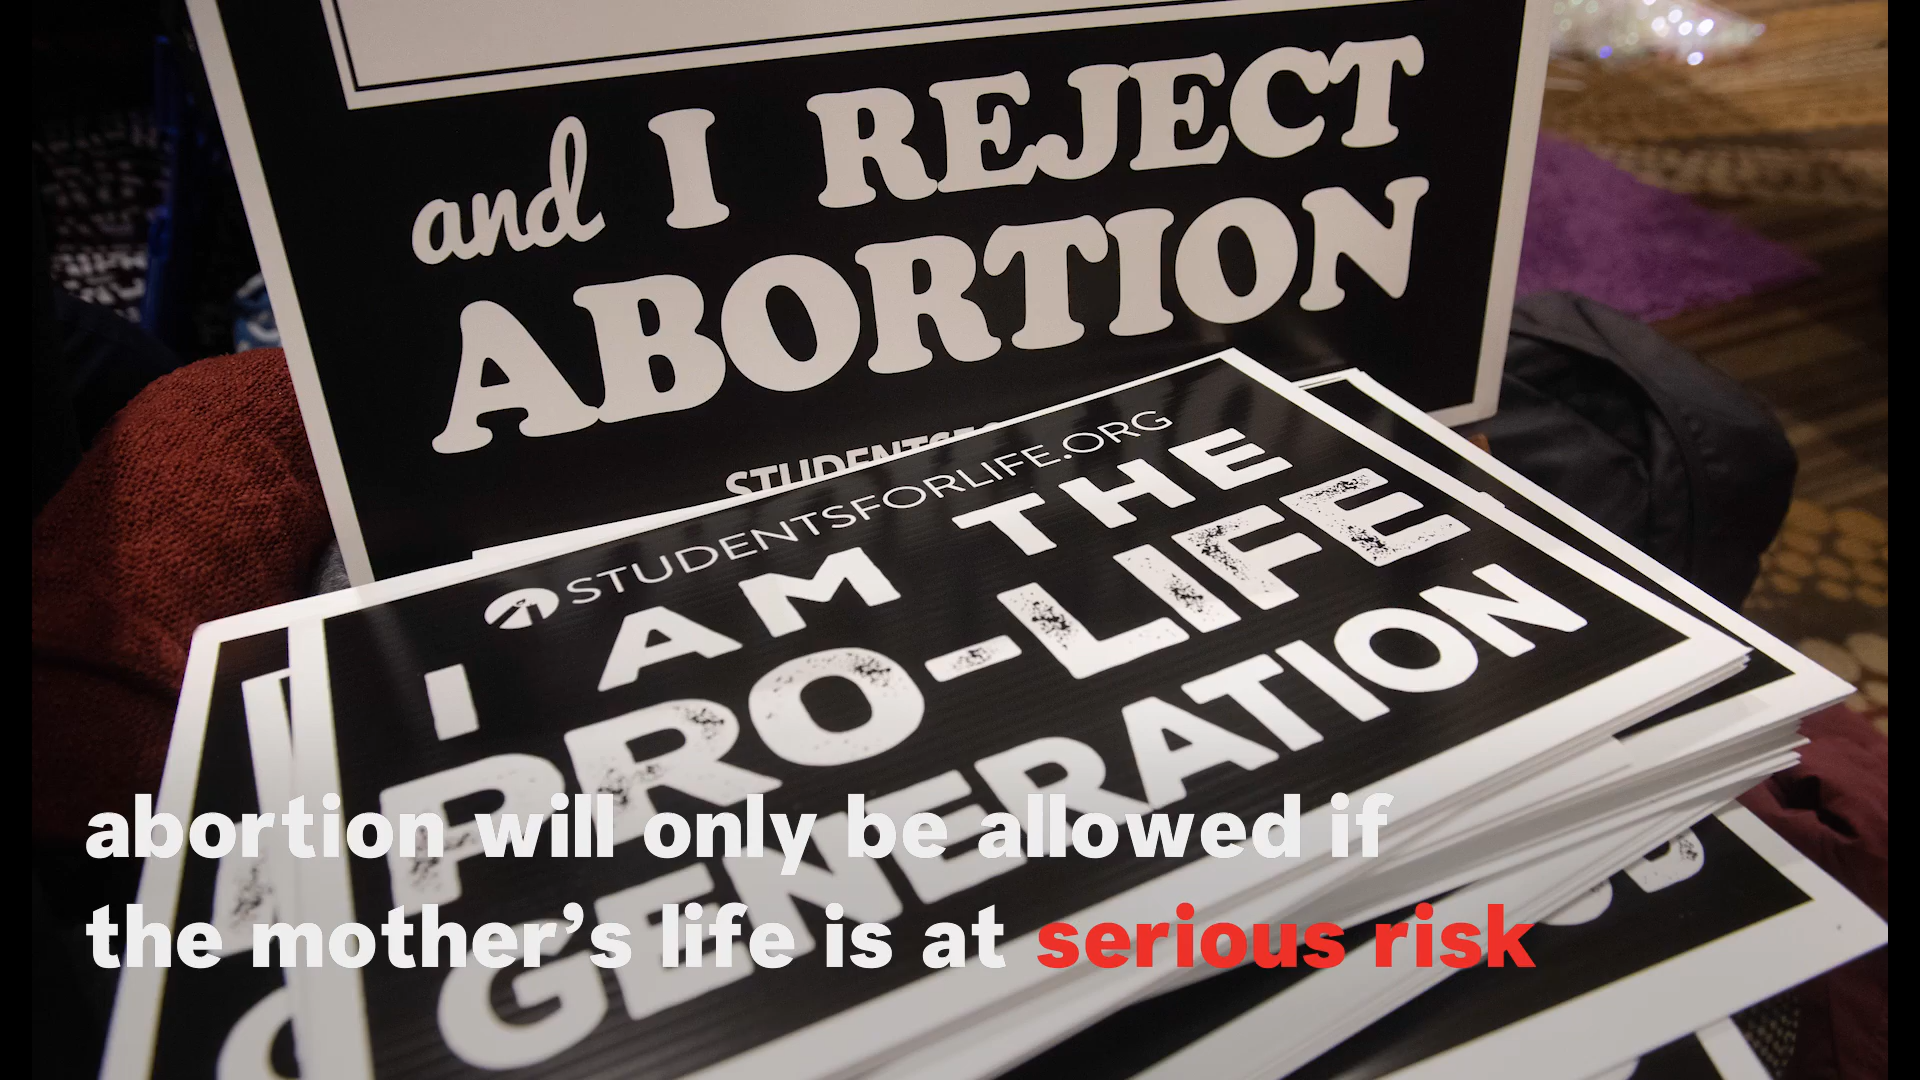 and I REJECT
ABORTION
STUDENTSFORLIFE.ORG
I AM THE
PRO-LIFE
GENERATION
abortion will only be allowed if
the mother’s life is at serious risk